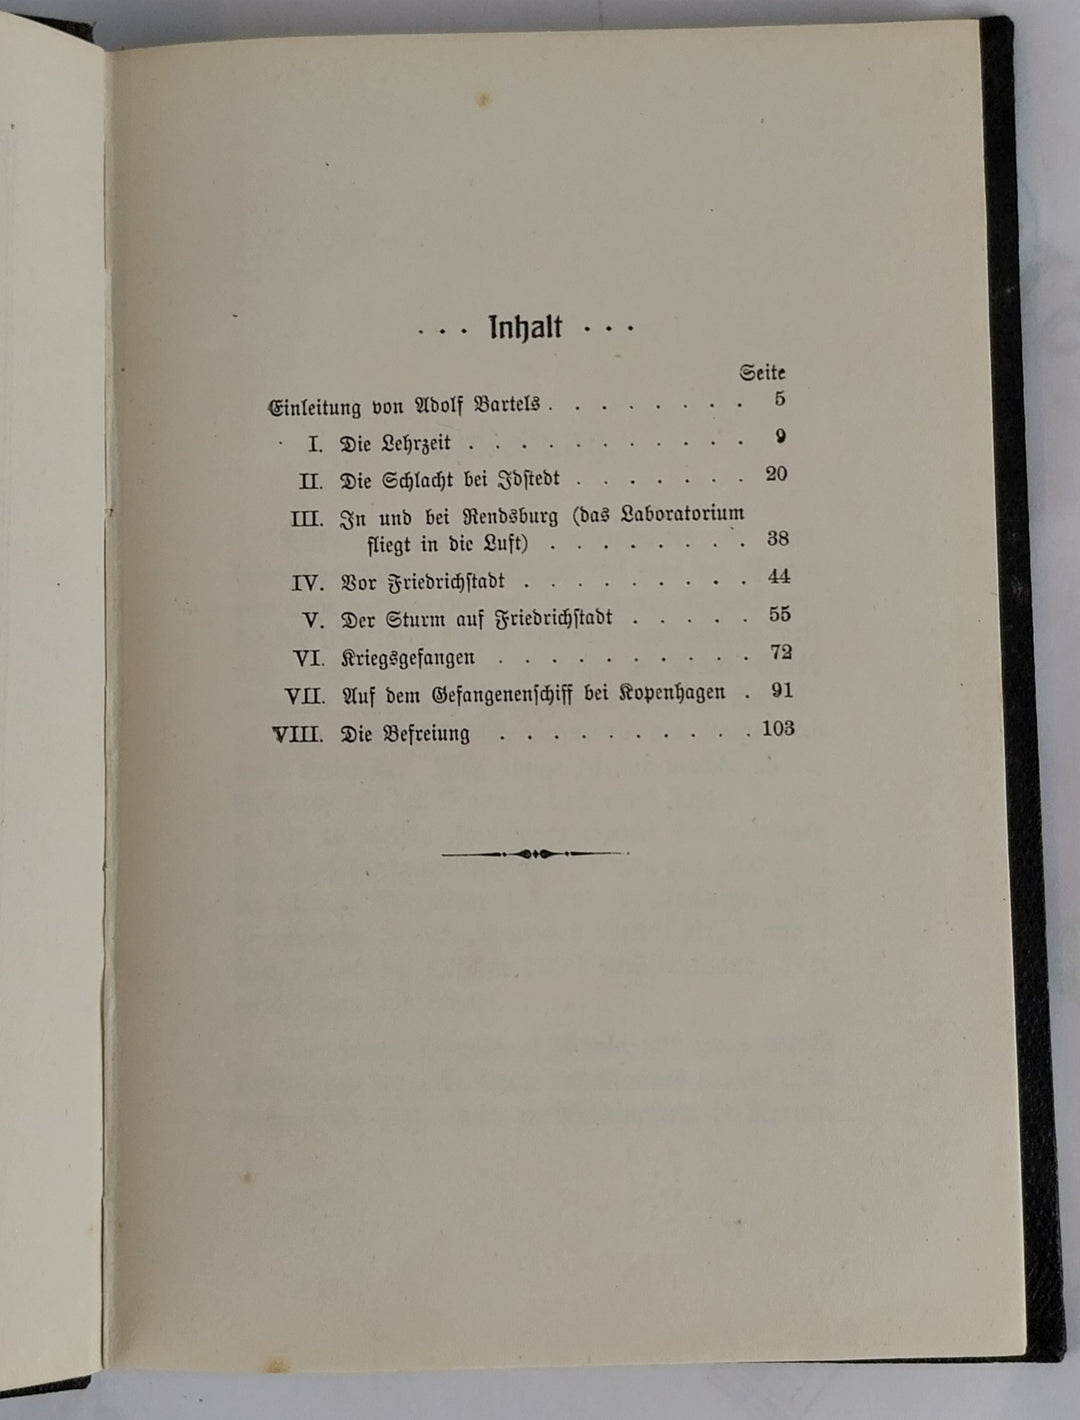 . . . Inhalt . . .
Seite
Einleitung von Adolf Bartels . . . . . . . . 5
I. Die Lehrzeit . . . . . . . . . . . 9
II. Die Schlacht bei Idstedt . . . . . . . 20
III. In und bei Rendsburg (das Laboratorium
fliegt in die Luft) . . . . . . . . 38
IV. Vor Friedrichstadt . . . . . . . . . 44
V. Der Sturm auf Friedrichstadt . . . . . 55
VI. Kriegsgefangen . . . . . . . . . . 72
VII. Auf dem Gefangenenschiff bei Kopenhagen . 91
VIII. Die Befreiung . . . . . . . . . . 103